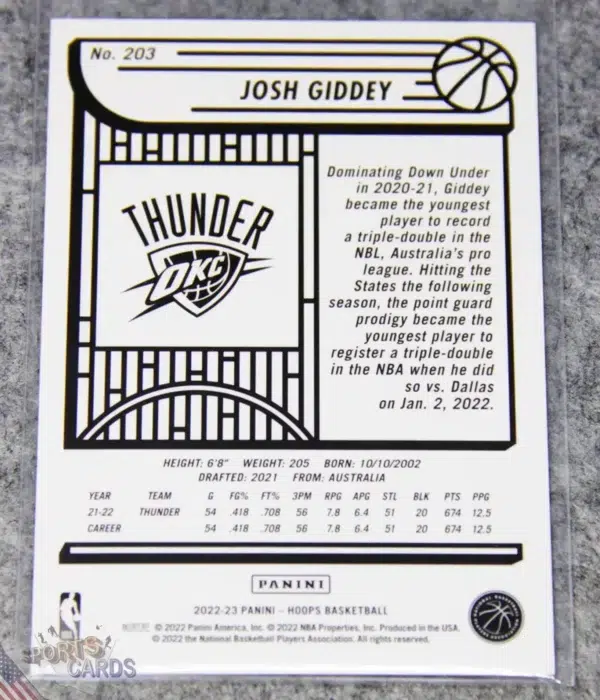 No. 203
JOSH GIDDEY
THUNDER
OKC
Dominating Down Under
in 2020-21, Giddey
became the youngest
player to record
a triple-double in the
NBL, Australia's pro
league. Hitting the
States the following
season, the point guard
prodigy became the
youngest player to
register a triple-double
in the NBA when he did
so vs. Dallas
on Jan. 2, 2022.
HEIGHT: 6'8" WEIGHT: 205 BORN: 10/10/2002
DRAFTED: 2021 FROM: AUSTRALIA
YEAR TEAM G FG% FT% 3PM RPG APG STL BLK PTS PPG
21-22 THUNDER 54 .418 .708 56 7.8 6.4 51 20 674 12.5
CAREER 54 .418 .708 56 7.8 6.4 51 20 674 12.5
PANINI
2022-23 PANINI – HOOPS BASKETBALL
© 2022 Panini America, Inc. © 2022 NBA Properties, Inc. Produced in the USA.
© 2022 the National Basketball Players Association. All rights reserved.
SPORTS
CARDS